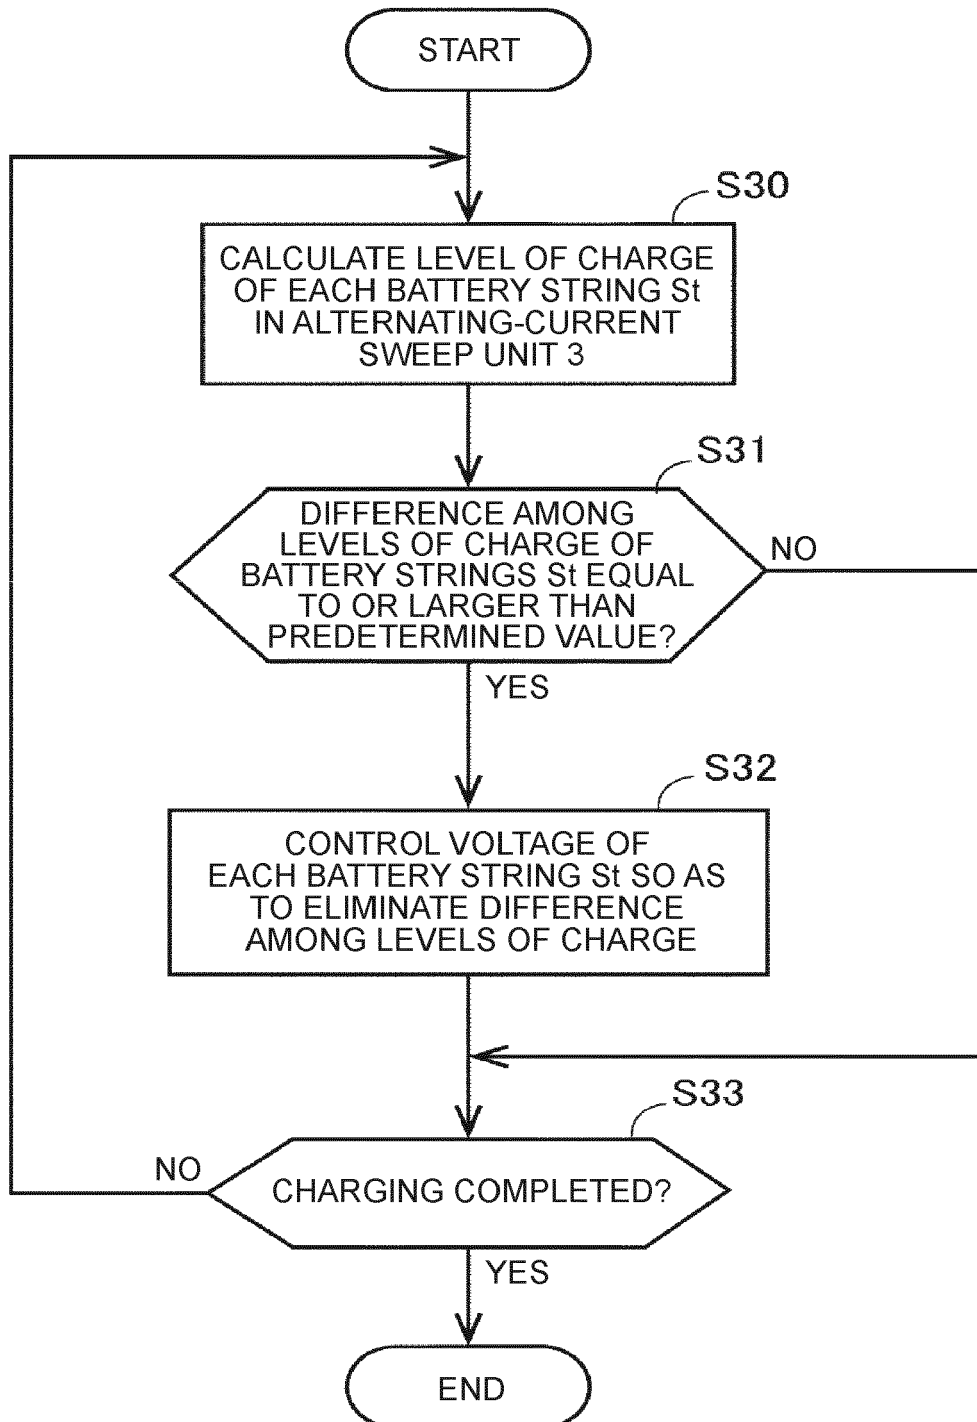 START
S30
CALCULATE LEVEL OF CHARGE
OF EACH BATTERY STRING St
IN ALTERNATING-CURRENT
SWEEP UNIT 3
S31
DIFFERENCE AMONG
LEVELS OF CHARGE OF
BATTERY STRINGS St EQUAL
TO OR LARGER THAN
PREDETERMINED VALUE?
NO
YES
S32
CONTROL VOLTAGE OF
EACH BATTERY STRING St SO AS
TO ELIMINATE DIFFERENCE
AMONG LEVELS OF CHARGE
S33
NO
CHARGING COMPLETED?
YES
END